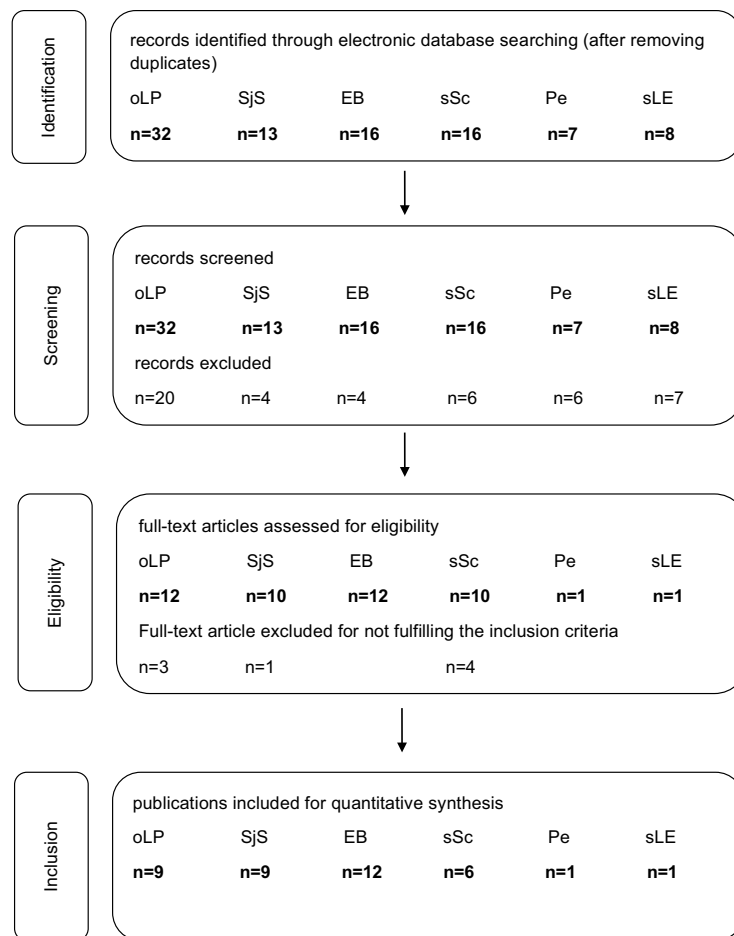 Identification
records identified through electronic database searching (after removing
duplicates)
oLP SjS EB sSc Pe sLE
n=32 n=13 n=16 n=16 n=7 n=8
Screening
records screened
oLP SjS EB sSc Pe sLE
n=32 n=13 n=16 n=16 n=7 n=8
records excluded
n=20 n=4 n=4 n=6 n=6 n=7
Eligibility
full-text articles assessed for eligibility
oLP SjS EB sSc Pe sLE
n=12 n=10 n=12 n=10 n=1 n=1
Full-text article excluded for not fulfilling the inclusion criteria
n=3 n=1 n=4
Inclusion
publications included for quantitative synthesis
oLP SjS EB sSc Pe sLE
n=9 n=9 n=12 n=6 n=1 n=1